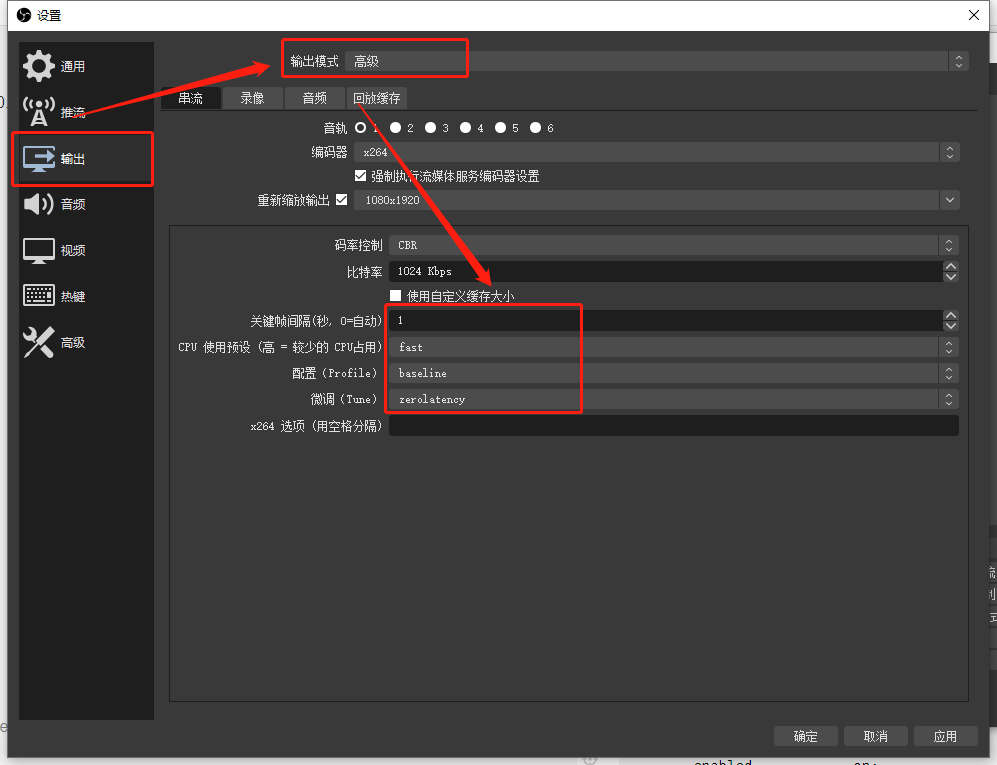 设置
通用
推流
输出
音频
视频
热键
高级
输出模式 高级
串流 录像 音频 回放缓存
音轨 1 2 3 4 5 6
编码器 x264
强制执行流媒体服务编码器设置
重新缩放输出 1080x1920
码率控制 CBR
比特率 1024 Kbps
使用自定义缓存大小
关键帧间隔(秒, 0=自动) 1
CPU 使用预设 (高 = 较少的 CPU占用) fast
配置 (Profile) baseline
微调 (Tune) zerolatency
x264 选项 (用空格分隔)
确定 取消 应用